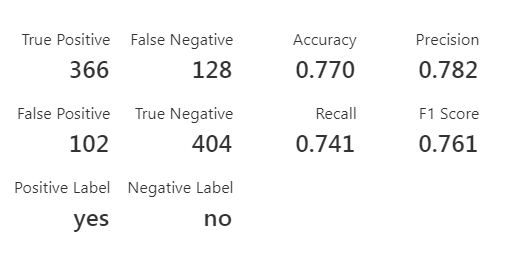 True Positive False Negative Accuracy Precision
366 128 0.770 0.782
False Positive True Negative Recall F1 Score
102 404 0.741 0.761
Positive Label Negative Label
yes no